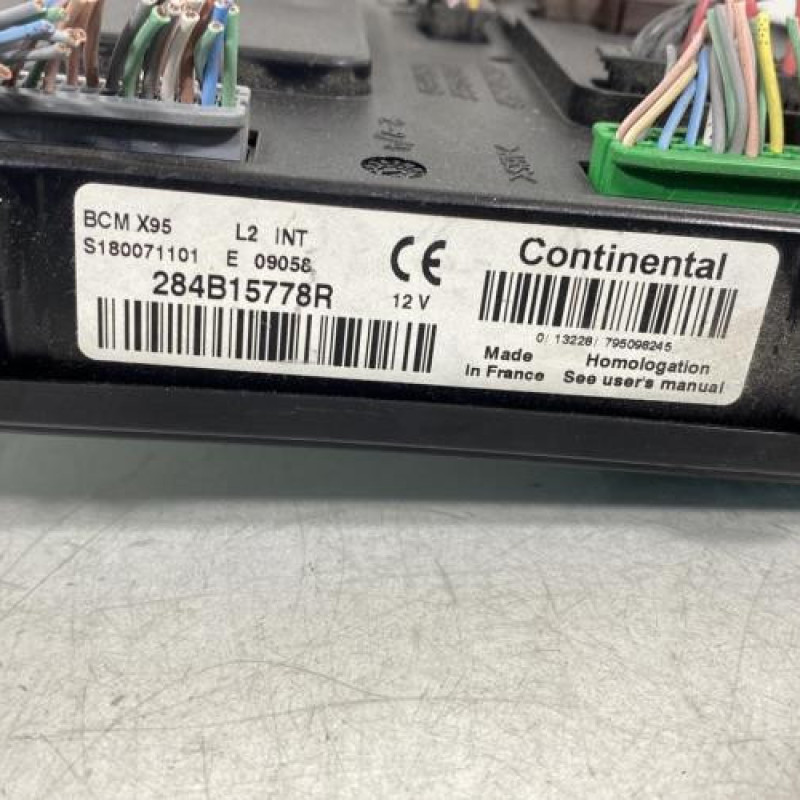 BCM X95 L2 INT
S180071101 E 09058
284B15778R 12 V
CE
Continental
0/ 13228/ 795098245
Made Homologation
In France See user's manual